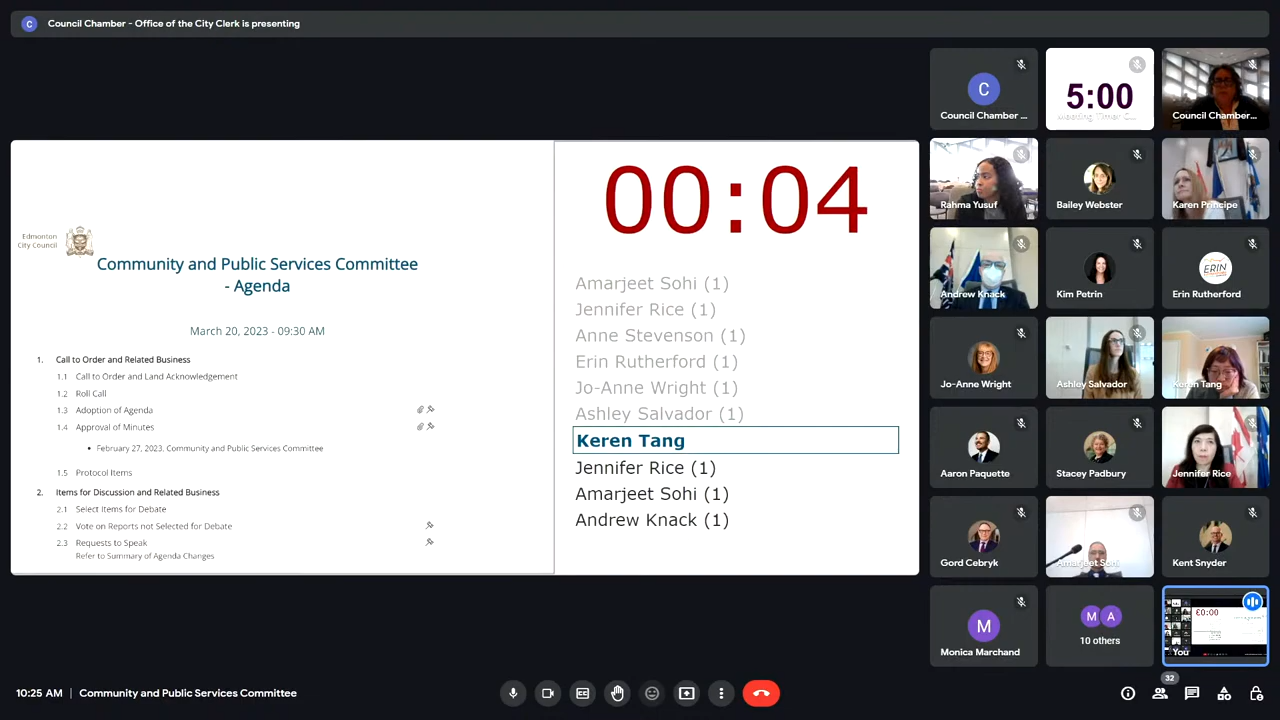 C
Council Chamber - Office of the City Clerk is presenting
Edmonton
City Council
Community and Public Services Committee
- Agenda
March 20, 2023 - 09:30 AM
1. Call to Order and Related Business
1.1 Call to Order and Land Acknowledgement
1.2 Roll Call
1.3 Adoption of Agenda
1.4 Approval of Minutes
• February 27, 2023, Community and Public Services Committee
1.5 Protocol Items
2. Items for Discussion and Related Business
2.1 Select Items for Debate
2.2 Vote on Reports not Selected for Debate
2.3 Requests to Speak
Refer to Summary of Agenda Changes
00:04
Amarjeet Sohi (1)
Jennifer Rice (1)
Anne Stevenson (1)
Erin Rutherford (1)
Jo-Anne Wright (1)
Ashley Salvador (1)
Keren Tang
Jennifer Rice (1)
Amarjeet Sohi (1)
Andrew Knack (1)
C
Council Chamber ...
5:00
Meeting Timer C...
Council Chamber...
Rahma Yusuf
Bailey Webster
Karen Principe
Andrew Knack
Kim Petrin
ERIN
Erin Rutherford
Jo-Anne Wright
Ashley Salvador
Keren Tang
Aaron Paquette
Stacey Padbury
Jennifer Rice
Gord Cebryk
Amarjeet Sohi
Kent Snyder
M
Monica Marchand
M A
10 others
You
10:25 AM | Community and Public Services Committee
32